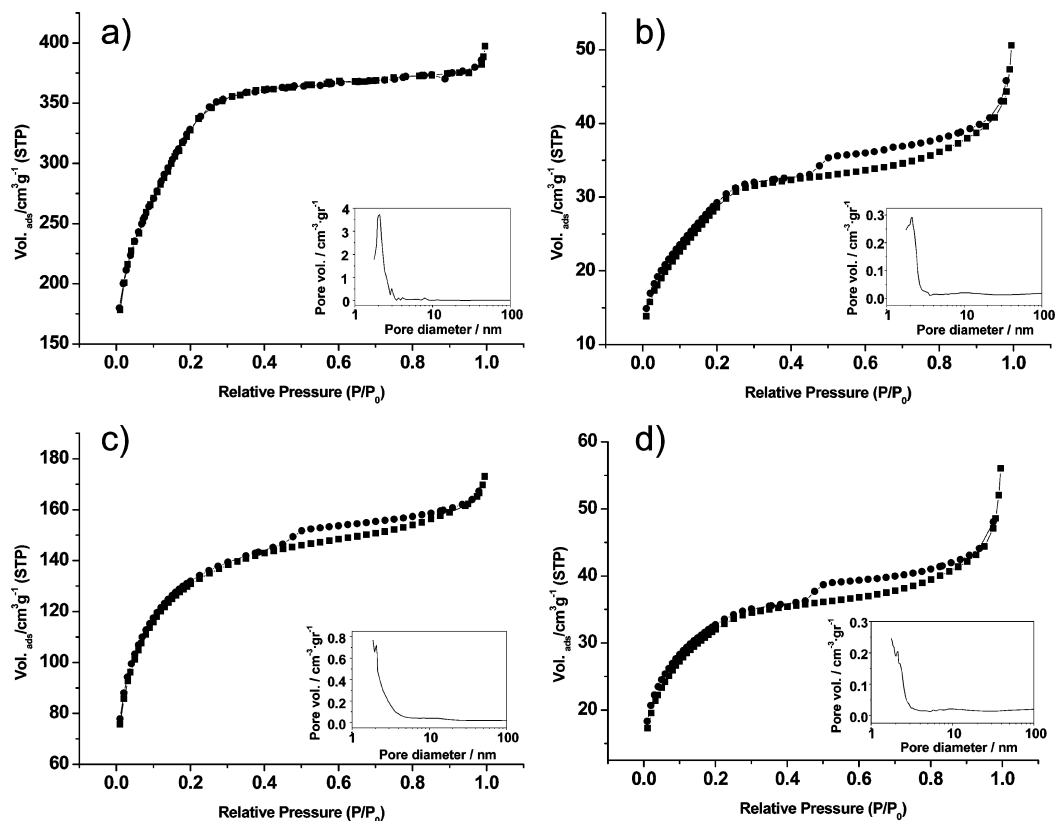 a)
400
350
300
250
200
150
Vol. ads/cm³g⁻¹ (STP)
0.0 0.2 0.4 0.6 0.8 1.0
Relative Pressure (P/P₀)
4
3
2
1
0
Pore vol. / cm⁻³·gr⁻¹
1 10 100
Pore diameter / nm
b)
50
40
30
20
10
Vol. ads/cm³g⁻¹ (STP)
0.0 0.2 0.4 0.6 0.8 1.0
Relative Pressure (P/P₀)
0.3
0.2
0.1
0.0
Pore vol. / cm⁻³·gr⁻¹
1 10 100
Pore diameter / nm
c)
180
160
140
120
100
80
60
Vol. ads/cm³g⁻¹ (STP)
0.0 0.2 0.4 0.6 0.8 1.0
Relative Pressure (P/P₀)
0.8
0.6
0.4
0.2
0.0
Pore vol. / cm⁻³·gr⁻¹
1 10 100
Pore diameter / nm
d)
60
50
40
30
20
Vol. ads/cm³g⁻¹ (STP)
0.0 0.2 0.4 0.6 0.8 1.0
Relative Pressure (P/P₀)
0.3
0.2
0.1
0.0
Pore vol. / cm⁻³·gr⁻¹
1 10 100
Pore diameter / nm